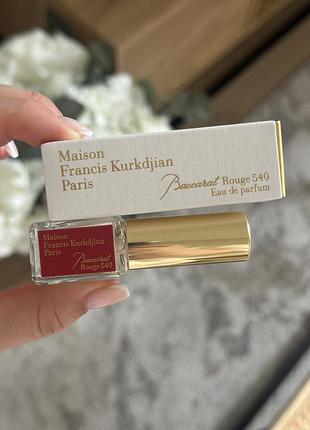 Maison
Francis Kurkdjian
Paris
Baccarat Rouge 540
Eau de parfum
Maison
Francis Kurkdjian
Paris
Baccarat
Rouge 540